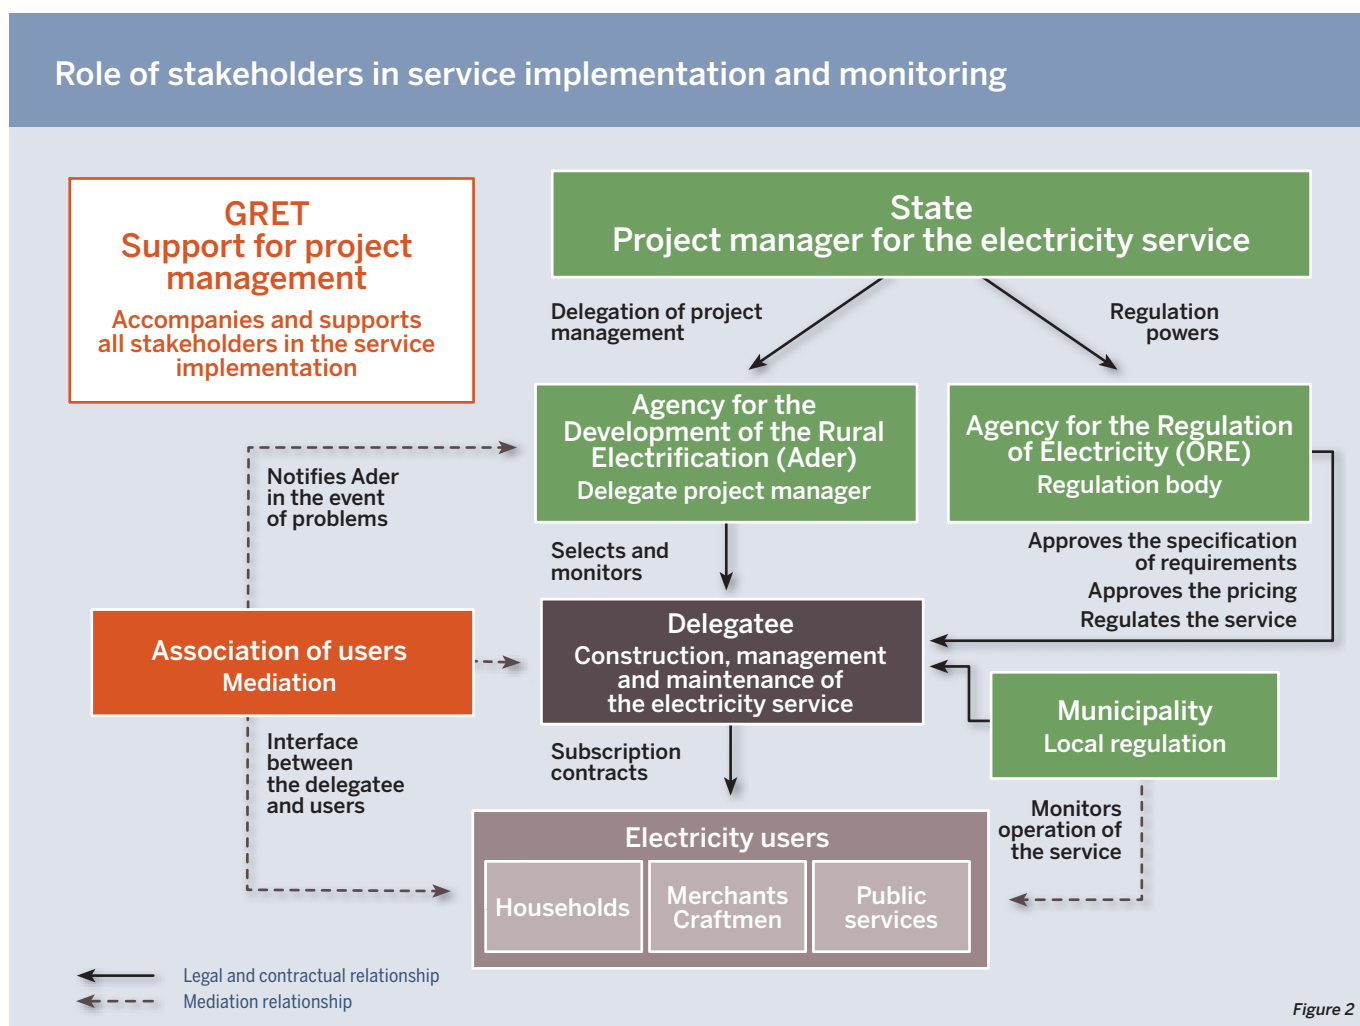 Role of stakeholders in service implementation and monitoring
GRET
Support for project
management
Accompanies and supports
all stakeholders in the service
implementation
State
Project manager for the electricity service
Delegation of project
management
Regulation
powers
Agency for the
Development of the Rural
Electrification (Ader)
Delegate project manager
Agency for the Regulation
of Electricity (ORE)
Regulation body
Notifies Ader
in the event
of problems
Selects and
monitors
Approves the specification
of requirements
Approves the pricing
Regulates the service
Association of users
Mediation
Delegatee
Construction, management
and maintenance of
the electricity service
Municipality
Local regulation
Interface
between
the delegatee
and users
Subscription
contracts
Monitors
operation of
the service
Electricity users
Households
Merchants
Craftmen
Public
services
Legal and contractual relationship
Mediation relationship
Figure 2